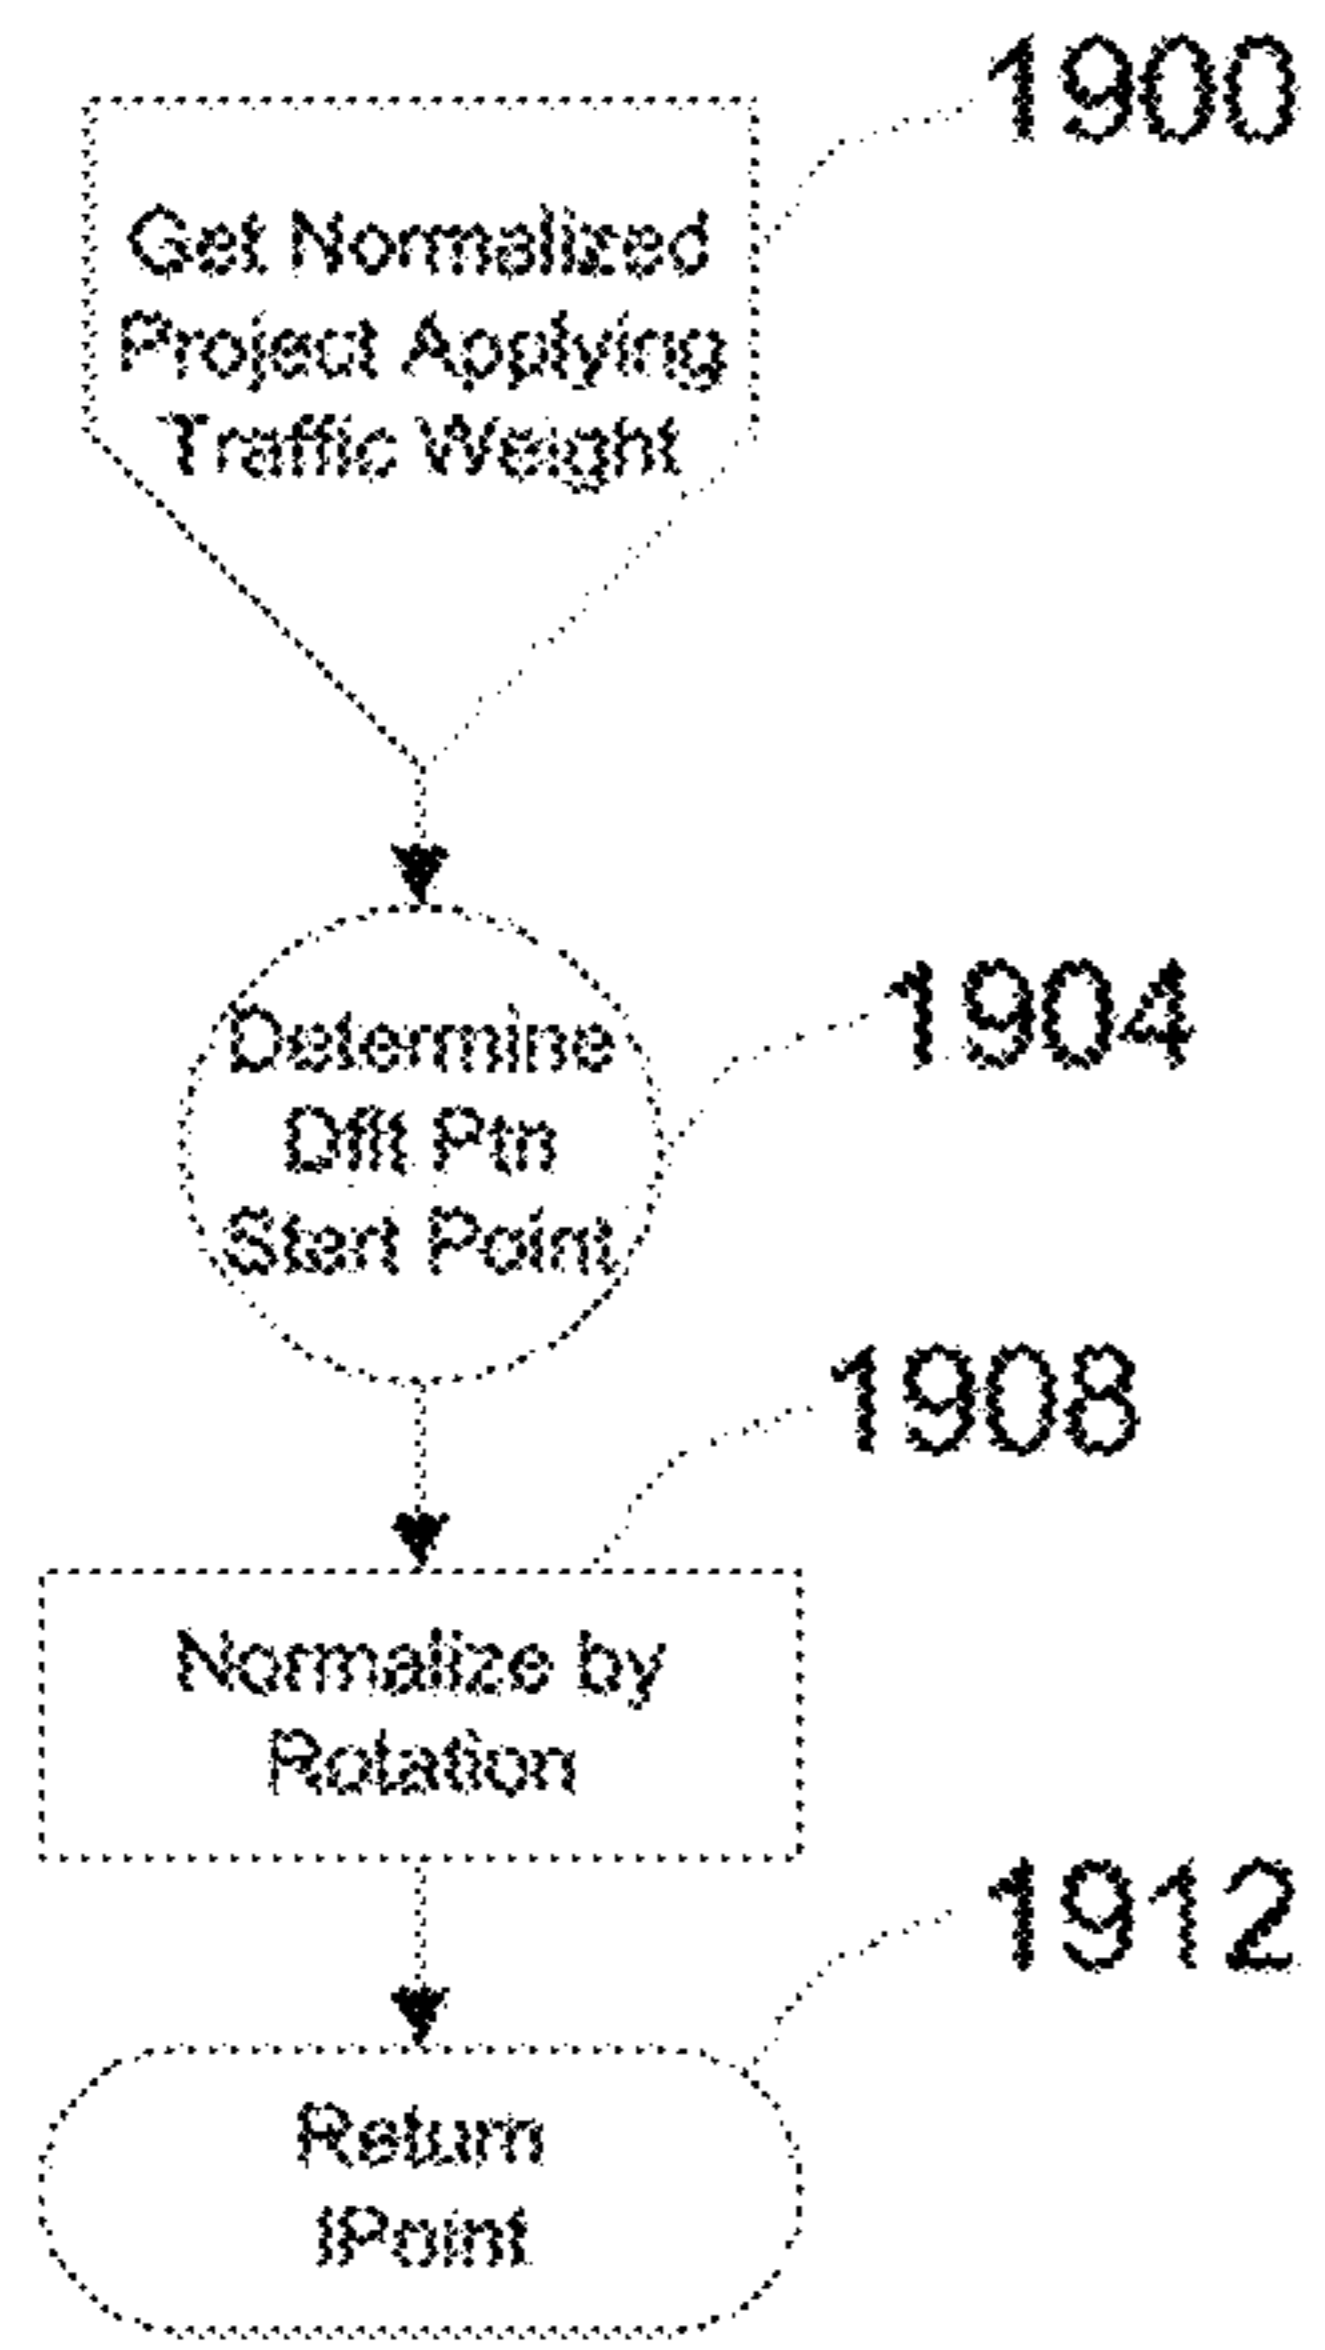 1900
Get Normalized
Project Applying
Traffic Weight
1904
Determine
Dflt Ptn
Start Point
1908
Normalize by
Rotation
1912
Return
IPoint